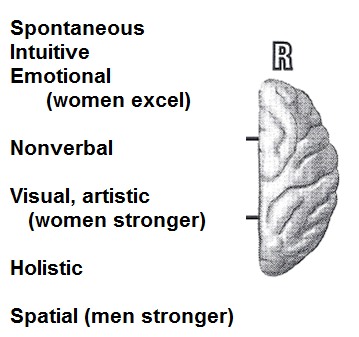 Spontaneous
Intuitive
Emotional
(women excel)
R
Nonverbal
Visual, artistic
(women stronger)
Holistic
Spatial (men stronger)